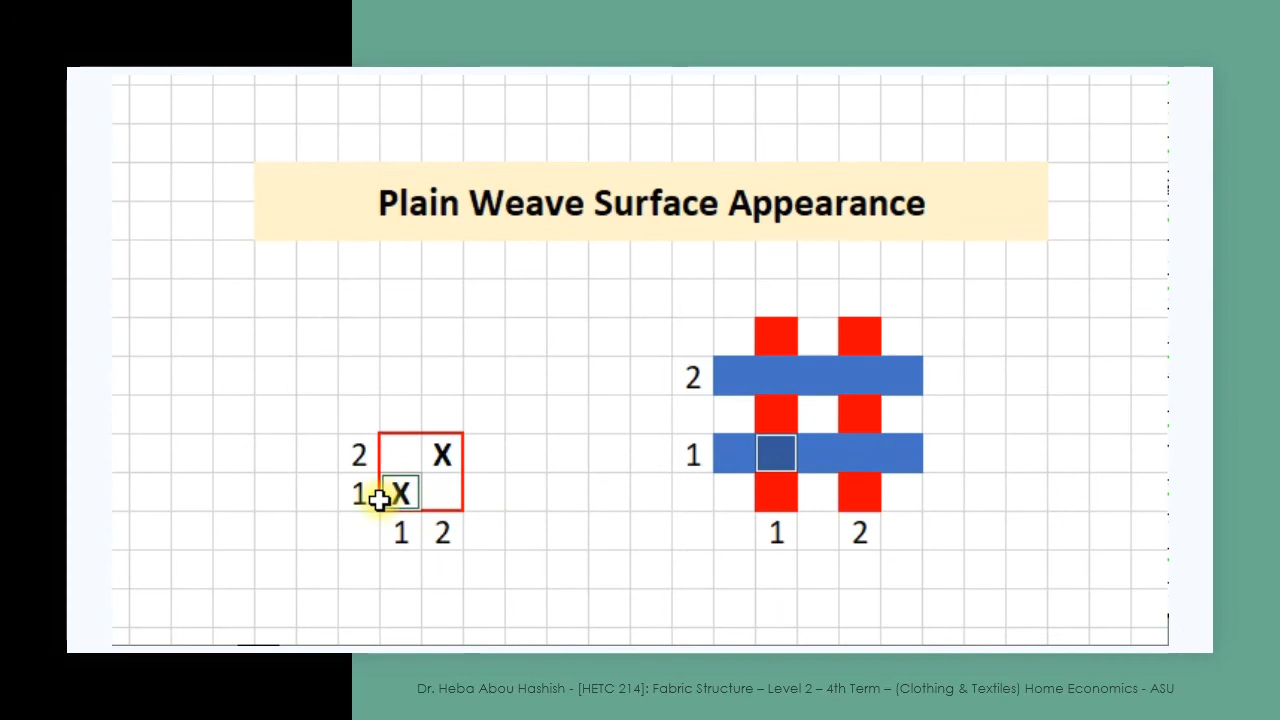 Plain Weave Surface Appearance
2
2 X
1
1 X
1 2
1 2
Dr. Heba Abou Hashish - [HETC 214]: Fabric Structure – Level 2 – 4th Term – (Clothing & Textiles) Home Economics - ASU